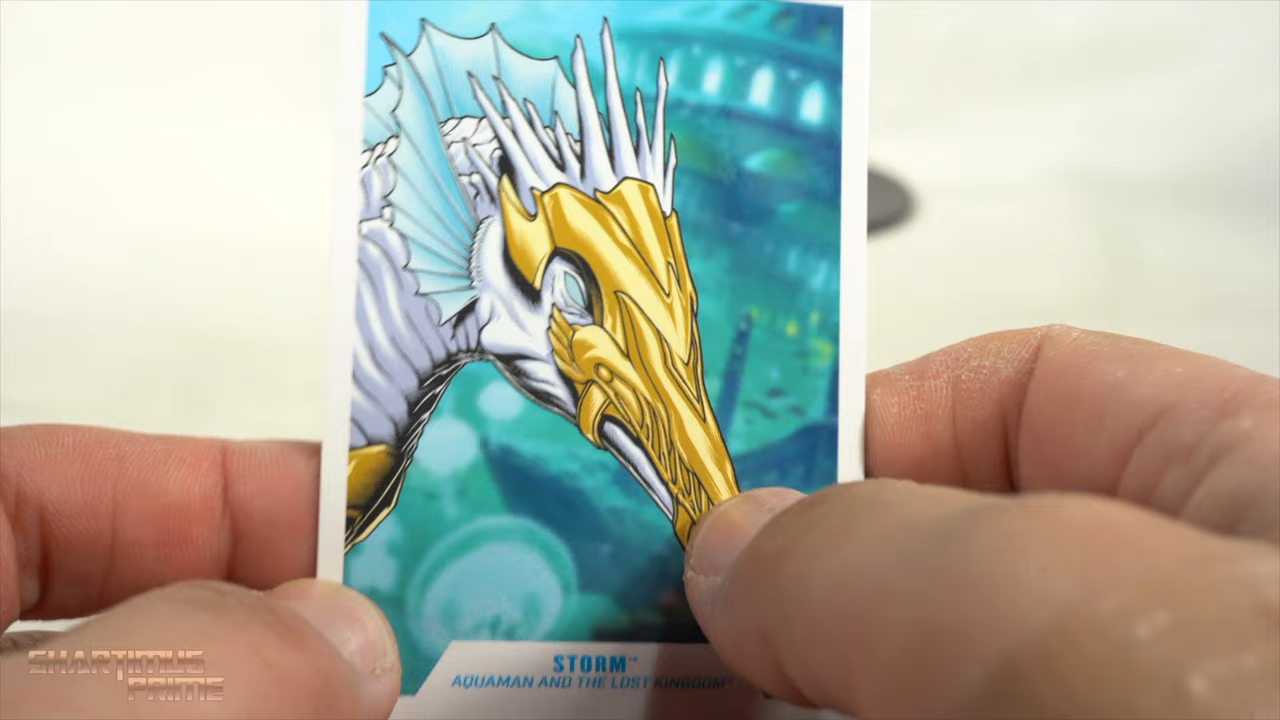 STORM™
AQUAMAN AND THE LOST KINGDOM™
SHARTIMUS
PRIME